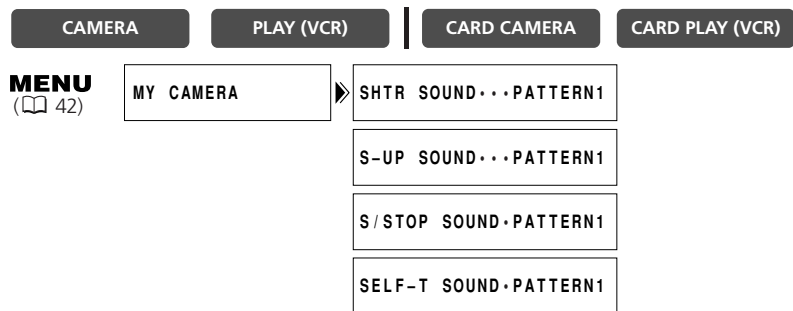 CAMERA PLAY (VCR) CARD CAMERA CARD PLAY (VCR)
MENU
(42)
MY CAMERA
SHTR SOUND···PATTERN1
S–UP SOUND···PATTERN1
S/STOP SOUND·PATTERN1
SELF–T SOUND·PATTERN1